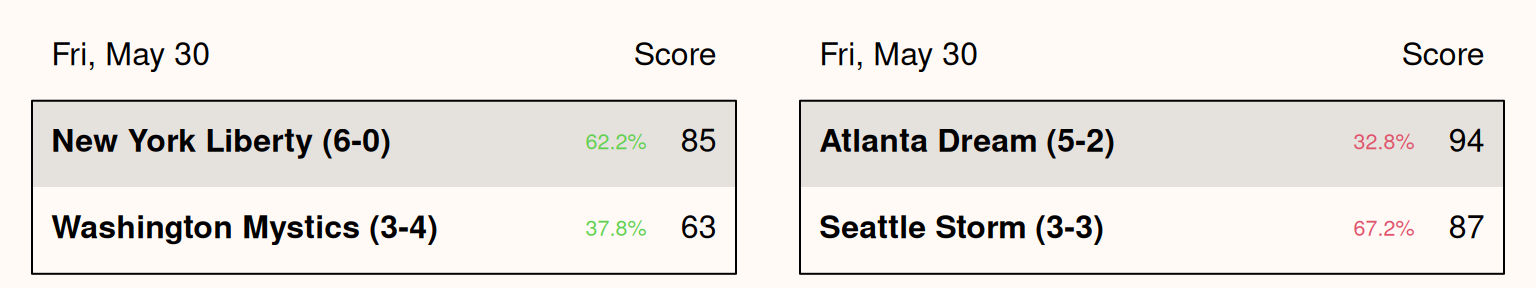 Fri, May 30 Score
New York Liberty (6-0) 62.2% 85
Washington Mystics (3-4) 37.8% 63
Fri, May 30 Score
Atlanta Dream (5-2) 32.8% 94
Seattle Storm (3-3) 67.2% 87